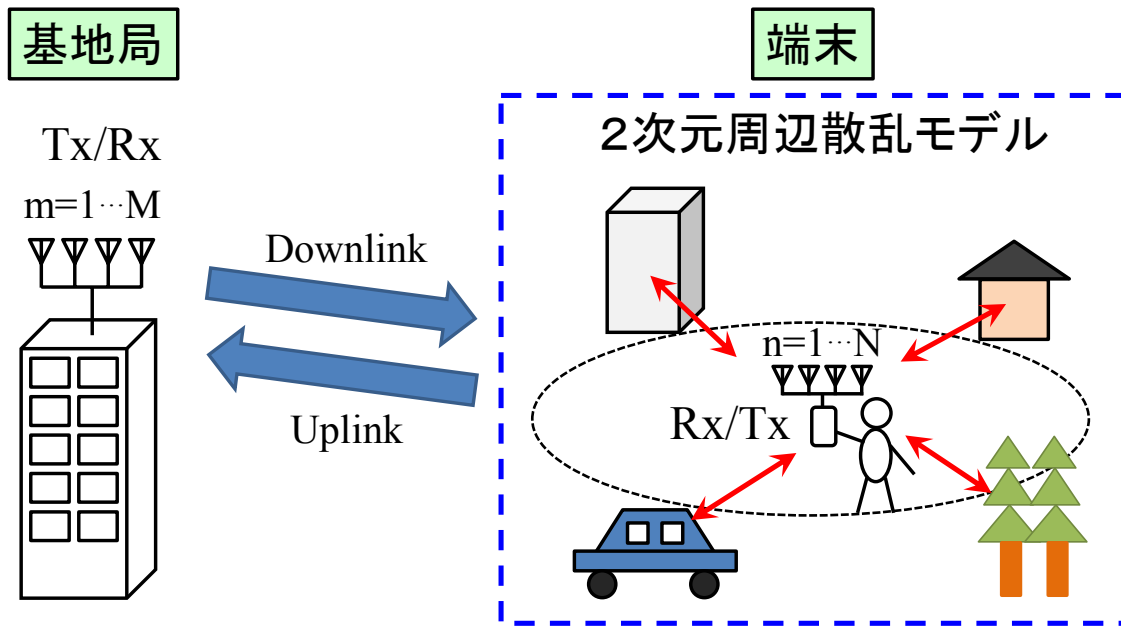 基地局
端末
2次元周辺散乱モデル
Tx/Rx
m=1…M
Downlink
Uplink
n=1…N
Rx/Tx